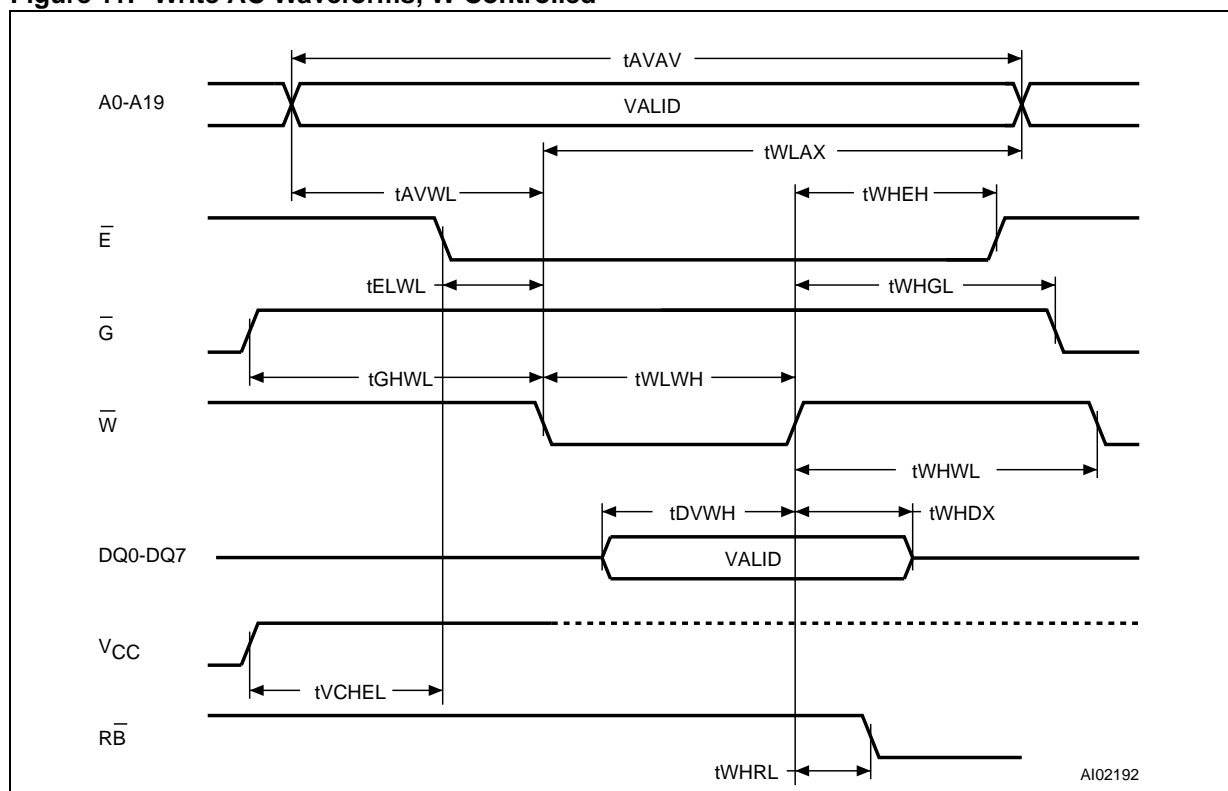 Figure 11. Write AC Waveforms, W Controlled
tAVAV
A0-A19
VALID
tWLAX
tAVWL
tWHEH
E̅
tELWL
tWHGL
G̅
tGHWL
tWLWH
W̅
tWHWL
tDVWH
tWHDX
DQ0-DQ7
VALID
VCC
tVCHEL
RB̅
tWHRL
AI02192